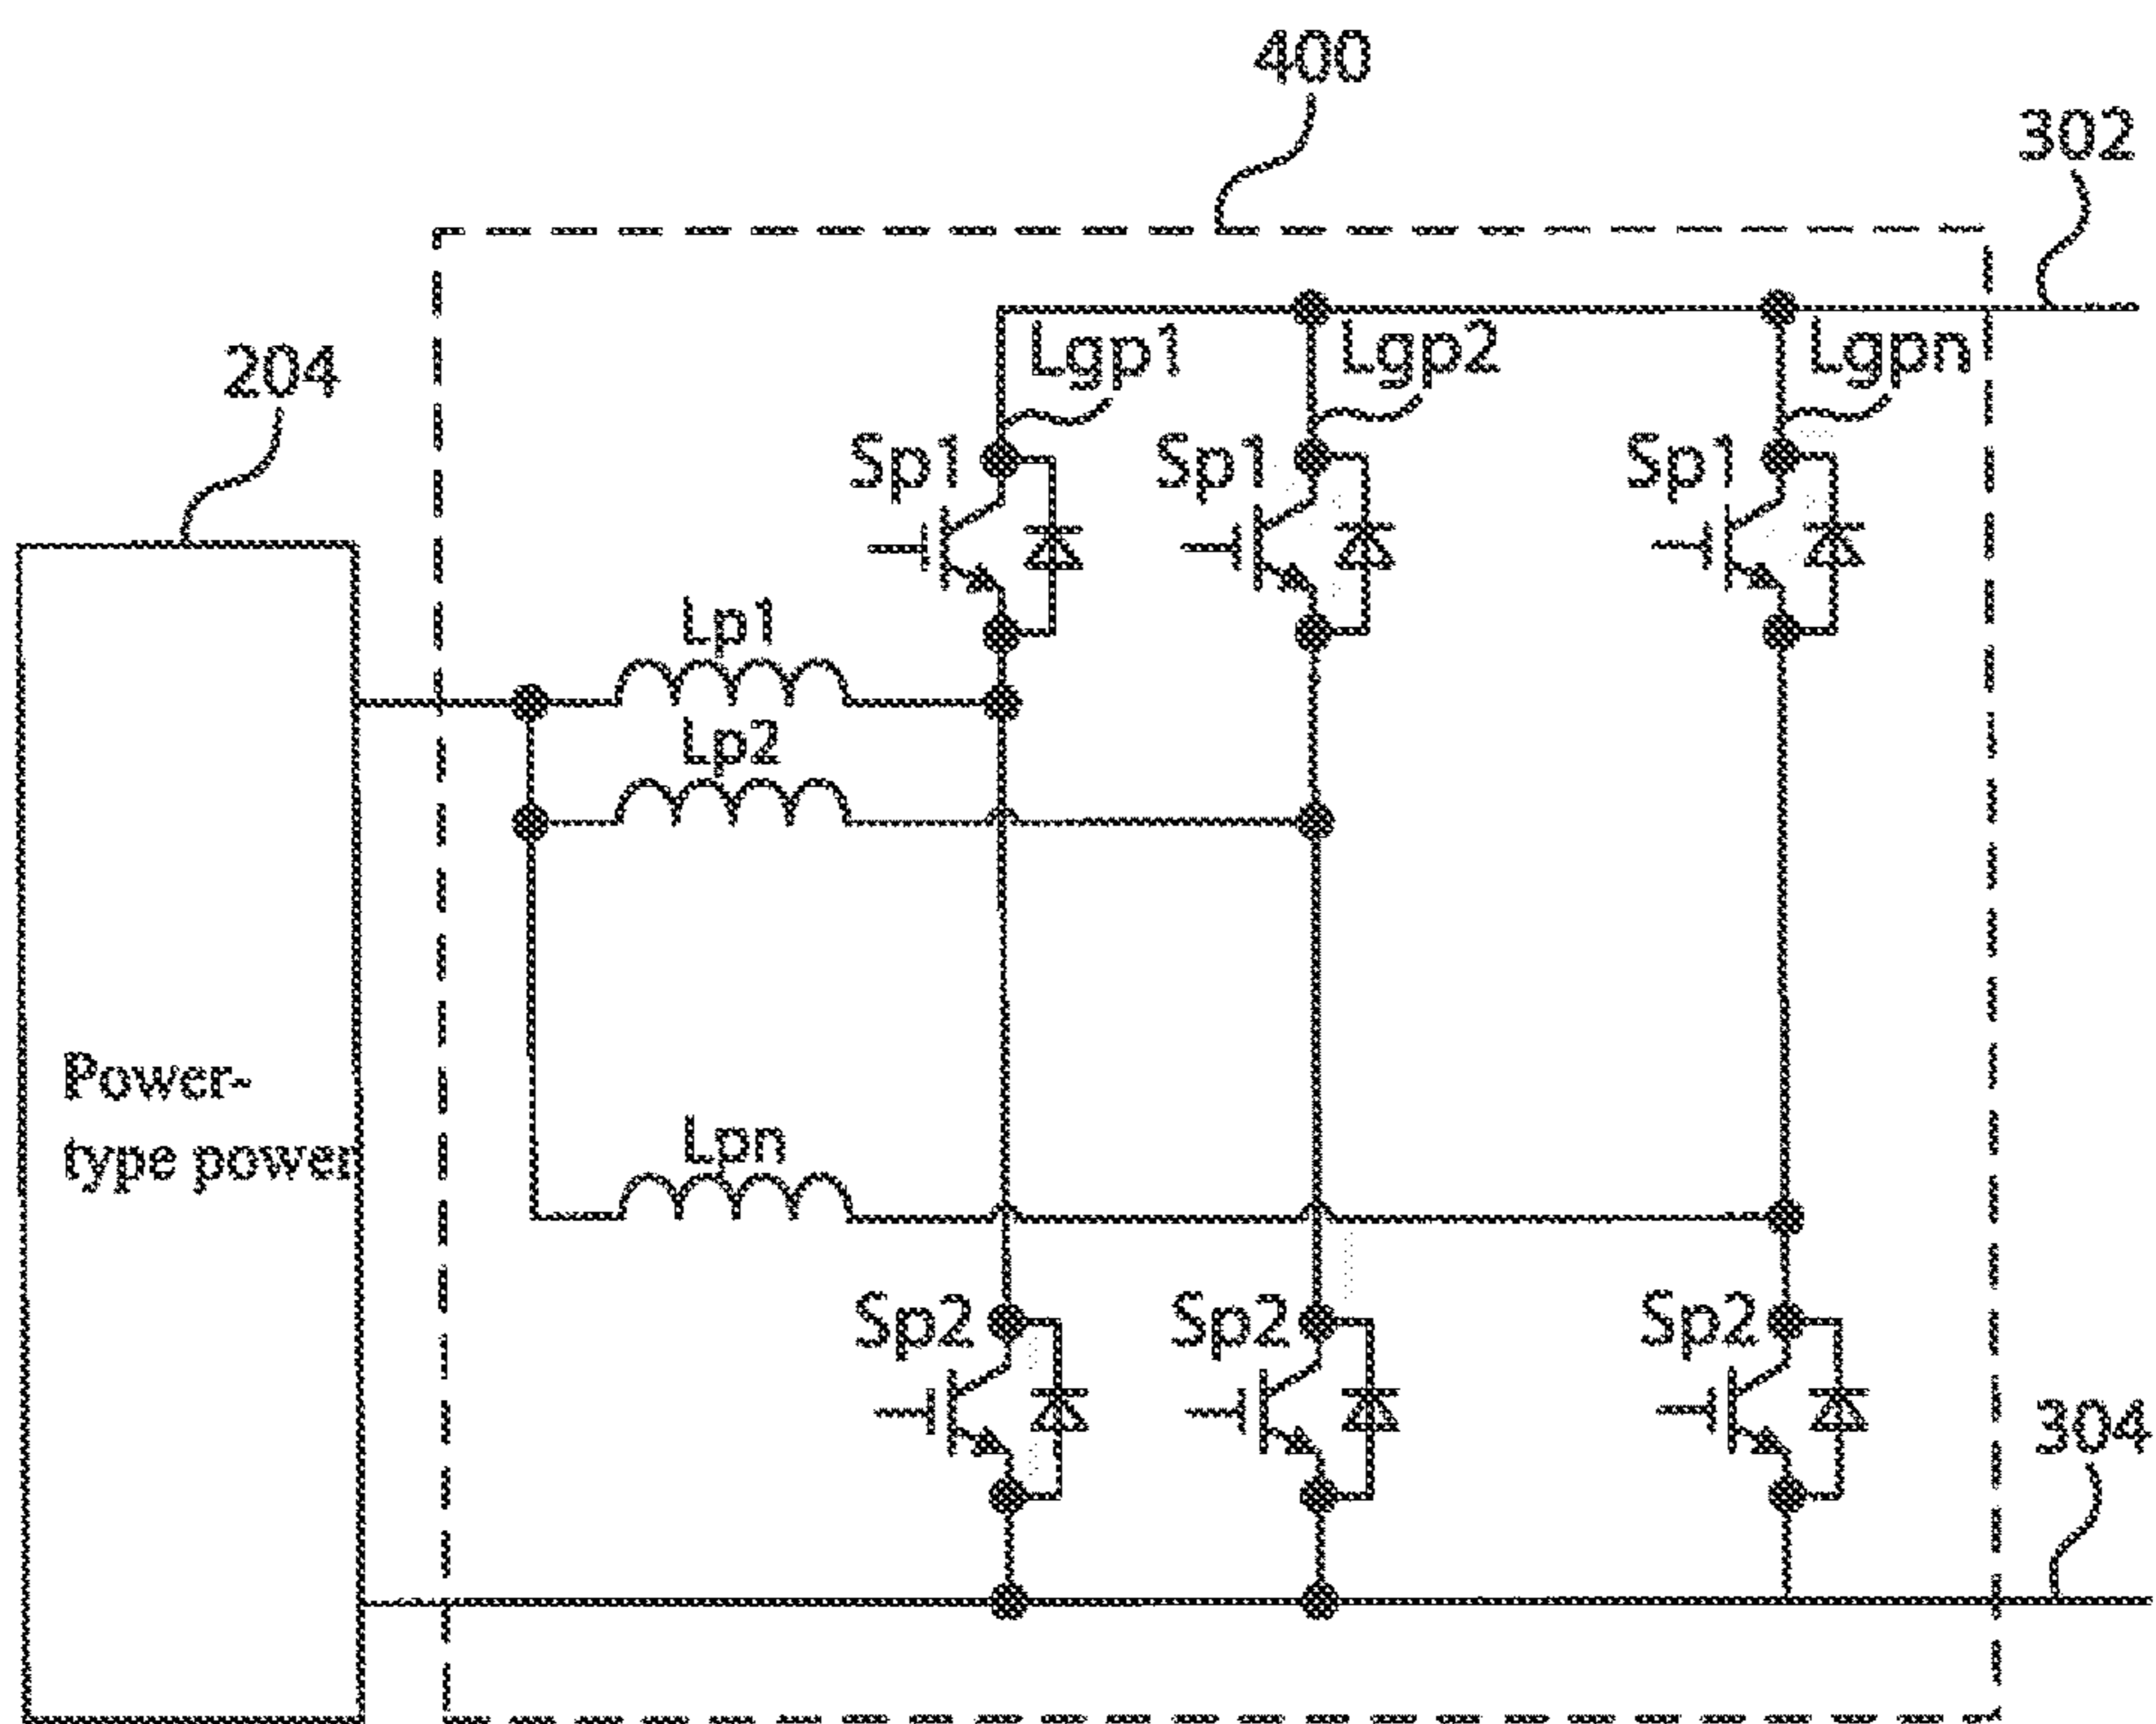 400
302
204
Lgp1 Lgp2 Lgpn
Sp1 Sp1 Sp1
Lp1
Lp2
Power-
type power
Lpn
Sp2 Sp2 Sp2
304